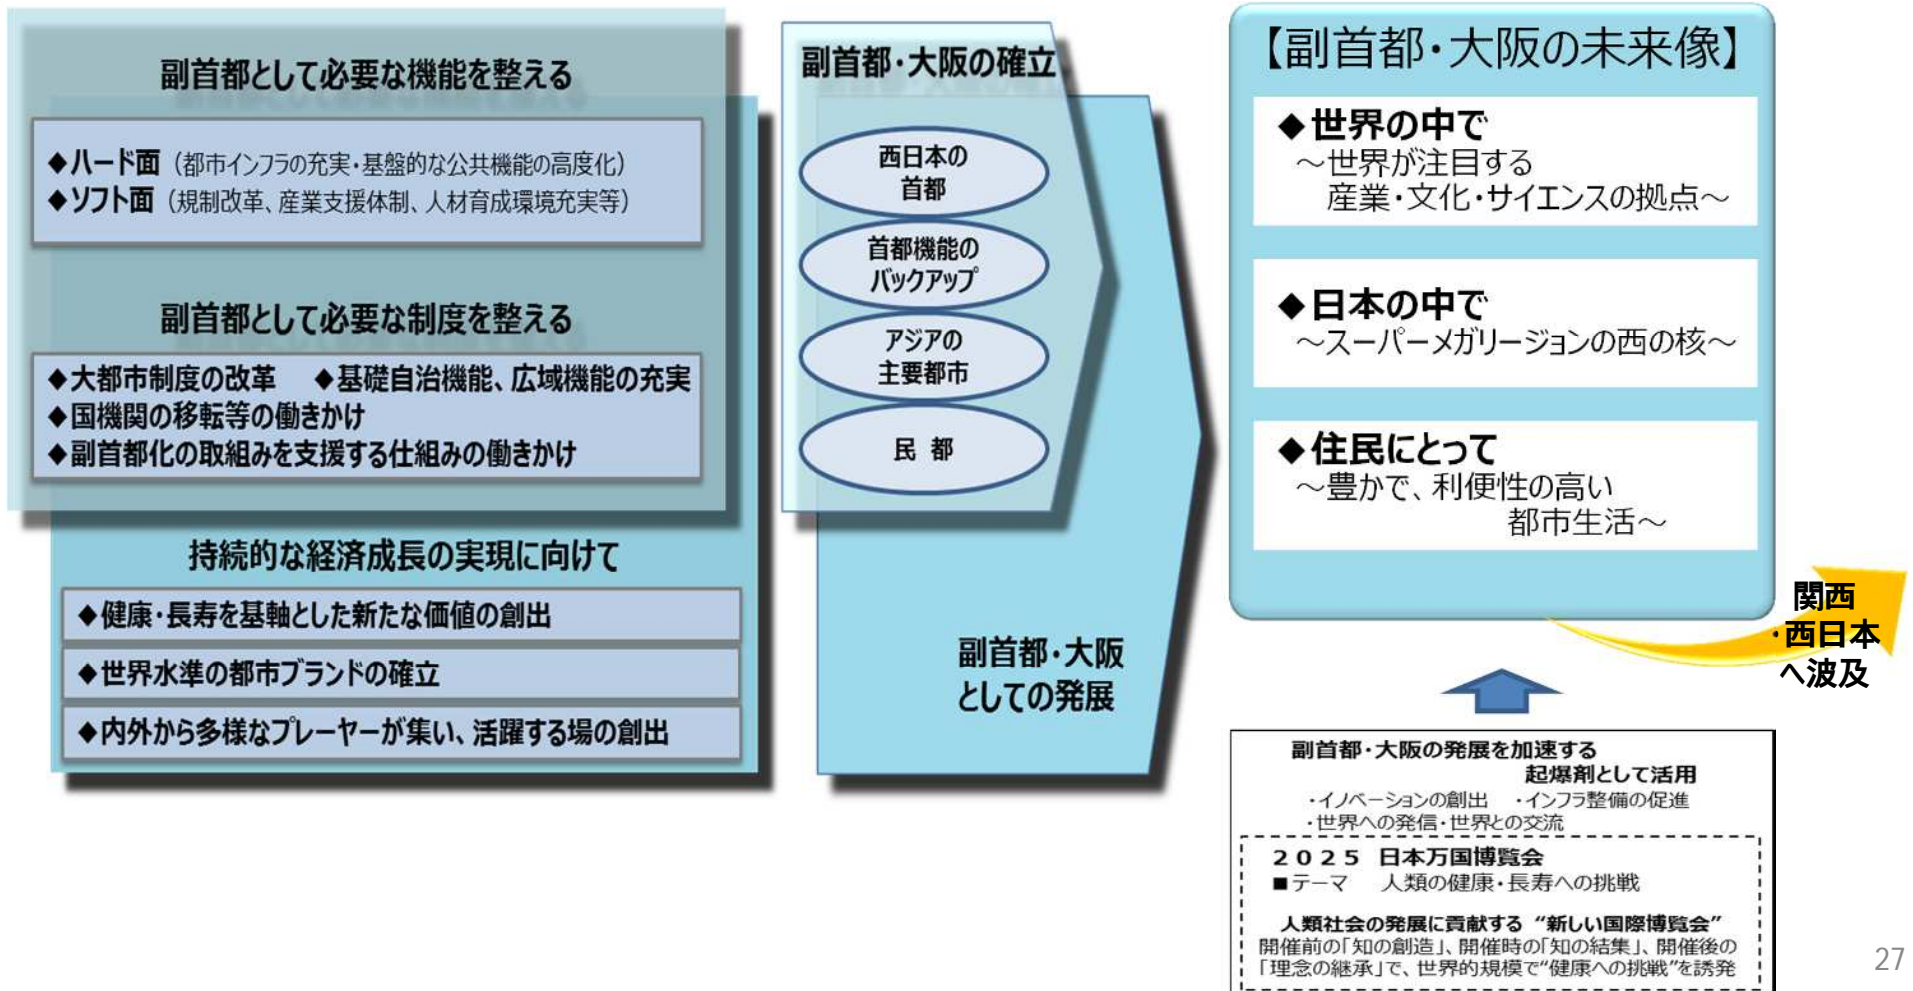 副首都として必要な機能を整える
◆ハード面（都市インフラの充実・基盤的な公共機能の高度化）
◆ソフト面（規制改革、産業支援体制、人材育成環境充実等）
副首都として必要な制度を整える
◆大都市制度の改革　◆基礎自治機能、広域機能の充実
◆国機関の移転等の働きかけ
◆副首都化の取組みを支援する仕組みの働きかけ
持続的な経済成長の実現に向けて
◆健康・長寿を基軸とした新たな価値の創出
◆世界水準の都市ブランドの確立
◆内外から多様なプレーヤーが集い、活躍する場の創出
副首都・大阪の確立
西日本の
首都
首都機能の
バックアップ
アジアの
主要都市
民 都
副首都・大阪
としての発展
【副首都・大阪の未来像】
◆世界の中で
～世界が注目する
産業・文化・サイエンスの拠点～
◆日本の中で
～スーパーメガリージョンの西の核～
◆住民にとって
～豊かで、利便性の高い
都市生活～
関西
・西日本
へ波及
副首都・大阪の発展を加速する
起爆剤として活用
・イノベーションの創出　・インフラ整備の促進
・世界への発信・世界との交流
２０２５ 日本万国博覧会
■テーマ　人類の健康・長寿への挑戦
人類社会の発展に貢献する “新しい国際博覧会”
開催前の「知の創造」、開催時の「知の結集」、開催後の
「理念の継承」で、世界的規模で“健康への挑戦”を誘発
27